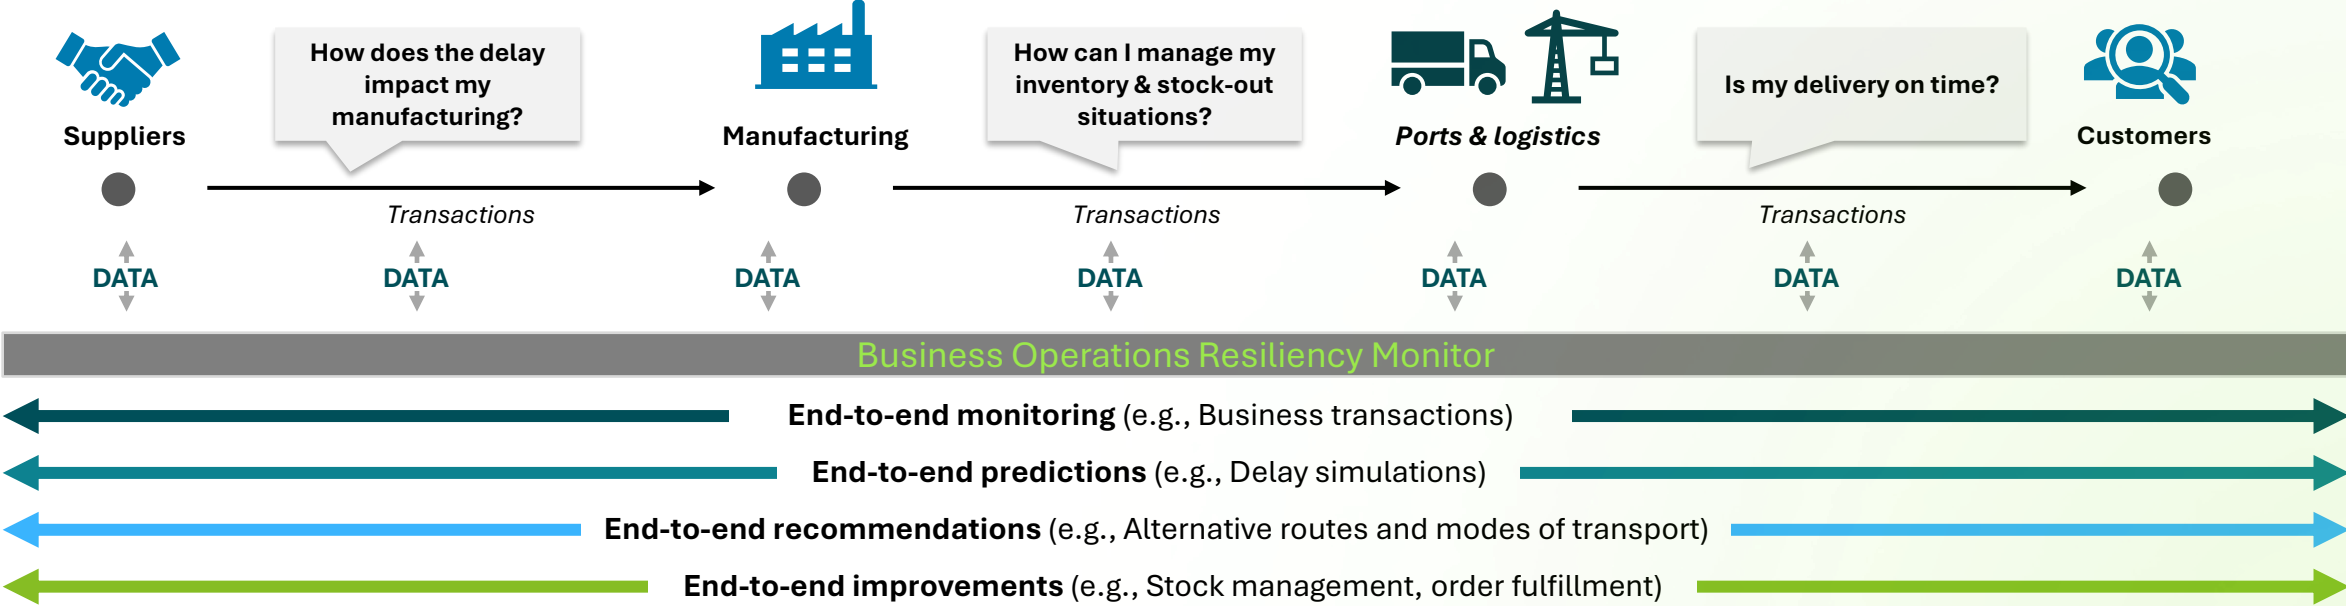 How does the delay
impact my
manufacturing?
How can I manage my
inventory & stock-out
situations?
Is my delivery on time?
Suppliers
Manufacturing
Ports & logistics
Customers
Transactions
Transactions
Transactions
DATA
DATA
DATA
DATA
DATA
DATA
DATA
Business Operations Resiliency Monitor
End-to-end monitoring (e.g., Business transactions)
End-to-end predictions (e.g., Delay simulations)
End-to-end recommendations (e.g., Alternative routes and modes of transport)
End-to-end improvements (e.g., Stock management, order fulfillment)